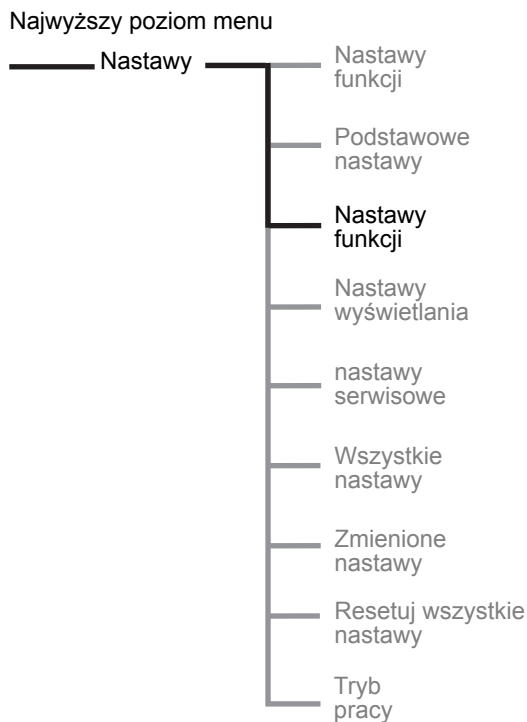 Najwyższy poziom menu
Nastawy
Nastawy
funkcji
Podstawowe
nastawy
Nastawy
funkcji
Nastawy
wyświetlania
nastawy
serwisowe
Wszystkie
nastawy
Zmienione
nastawy
Resetuj wszystkie
nastawy
Tryb
pracy